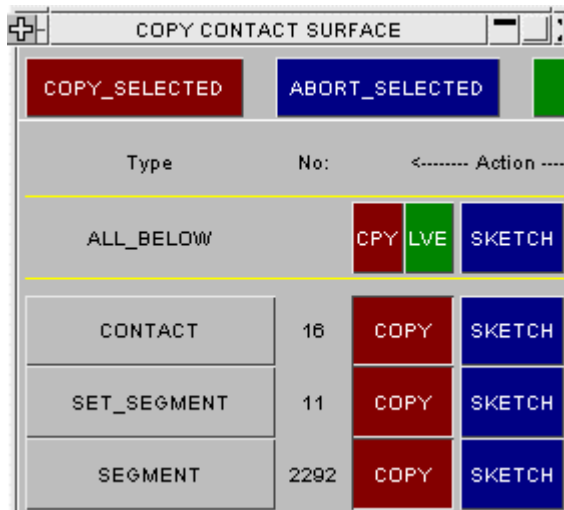 COPY CONTACT SURFACE
COPY_SELECTED ABORT_SELECTED
Type No: <-------- Action ----
ALL_BELOW CPY LVE SKETCH
CONTACT 16 COPY SKETCH
SET_SEGMENT 11 COPY SKETCH
SEGMENT 2292 COPY SKETCH